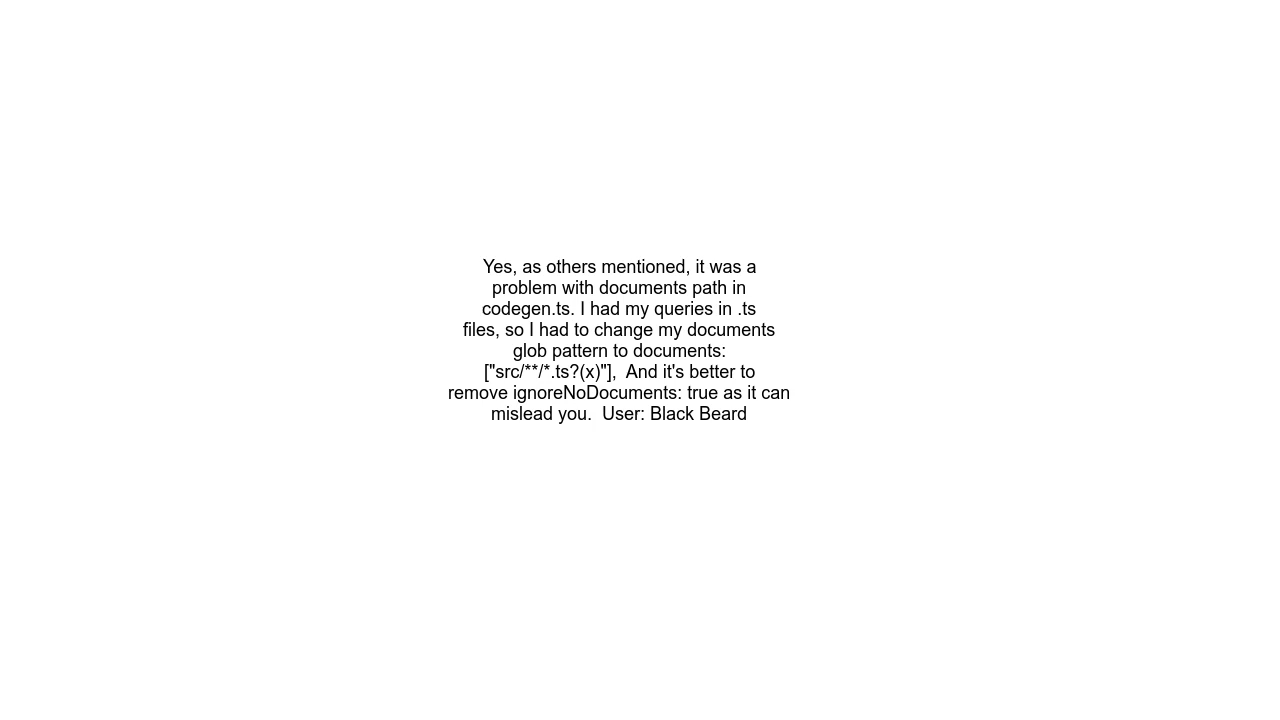 Yes, as others mentioned, it was a
problem with documents path in
codegen.ts. I had my queries in .ts
files, so I had to change my documents
glob pattern to documents:
["src/**/*.ts?(x)"],  And it's better to
remove ignoreNoDocuments: true as it can
mislead you.  User: Black Beard